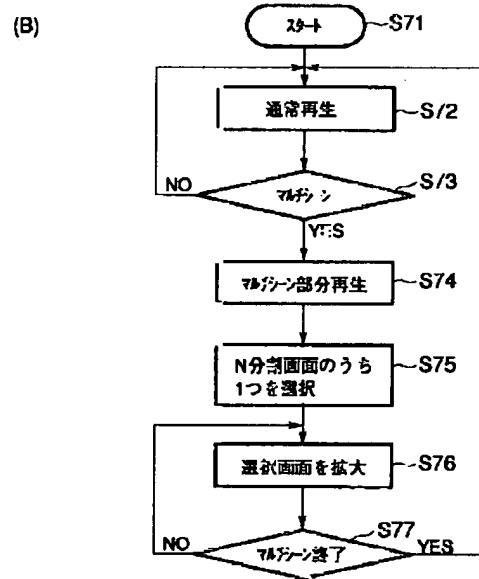 (B)
スタート
S71
通常再生
S72
マルチシーン
S73
NO
YES
マルチシーン部分再生
S74
N分割画面のうち
1つを選択
S75
選択画面を拡大
S76
マルチシーン終了
S77
NO
YES